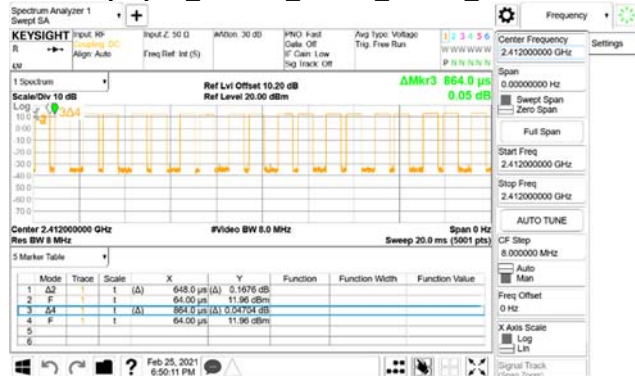 Spectrum Analyzer 1
Swept SA
Frequency
Settings
KEYSIGHT
Input: RF
Coupling: DC
Align: Auto
Input Z: 50 Ω
Freq Ref: Int (S)
#Atten: 30 dB
PNO: Fast
Gate: Off
IF Gain: Low
Sig Track: Off
Avg Type: Voltage
Trig: Free Run
1 2 3 4 5 6
W W W W W W
P N N N N N
1 Spectrum
Scale/Div 10 dB
Log
Ref Lvl Offset 10.20 dB
Ref Level 20.00 dBm
ΔMkr3 864.0 µs
0.05 dB
3Δ4
10.0
0.00
-10.0
-20.0
-30.0
-40.0
-50.0
-60.0
-70.0
Center 2.412000000 GHz
Res BW 8 MHz
#Video BW 8.0 MHz
Span 0 Hz
Sweep 20.0 ms (5001 pts)
5 Marker Table
Mode Trace Scale X Y Function Function Width Function Value
1 Δ2 1 t (Δ) 648.0 µs (Δ) 0.1676 dB
2 F 1 t 64.00 µs 11.96 dBm
3 Δ4 1 t (Δ) 864.0 µs (Δ) 0.04704 dB
4 F 1 t 64.00 µs 11.96 dBm
5
6
Feb 25, 2021
6:50:11 PM
Center Frequency
2.412000000 GHz
Span
0.00000000 Hz
Swept Span
Zero Span
Full Span
Start Freq
2.412000000 GHz
Stop Freq
2.412000000 GHz
AUTO TUNE
CF Step
8.000000 MHz
Auto
Man
Freq Offset
0 Hz
X Axis Scale
Log
Lin
Signal Track
(Span Zoom)